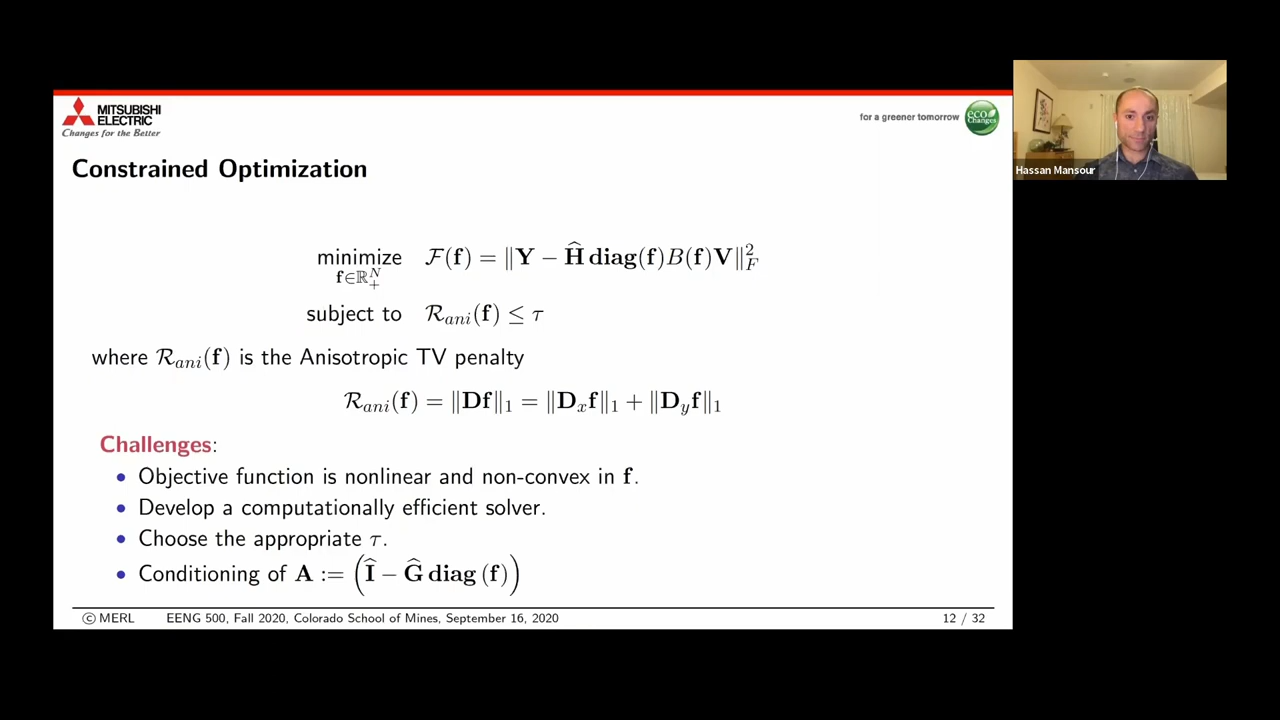 MITSUBISHI
ELECTRIC
Changes for the Better
for a greener tomorrow
eco
Changes
Hassan Mansour
Constrained Optimization
minimize F(f) = ‖Y − Ĥ diag(f)B(f)V‖²_F
f∈ℝ^N_+
subject to R_ani(f) ≤ τ
where R_ani(f) is the Anisotropic TV penalty
R_ani(f) = ‖Df‖₁ = ‖D_x f‖₁ + ‖D_y f‖₁
Challenges:
• Objective function is nonlinear and non-convex in f.
• Develop a computationally efficient solver.
• Choose the appropriate τ.
• Conditioning of A := (Î − Ĝ diag (f))
© MERL EENG 500, Fall 2020, Colorado School of Mines, September 16, 2020 12 / 32